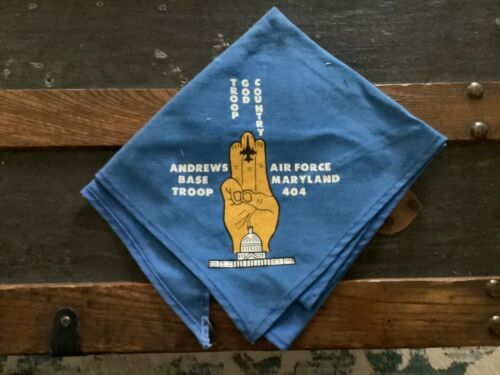 TROOP
GOD
COUNTRY
ANDREWS AIR FORCE
BASE MARYLAND
TROOP 404